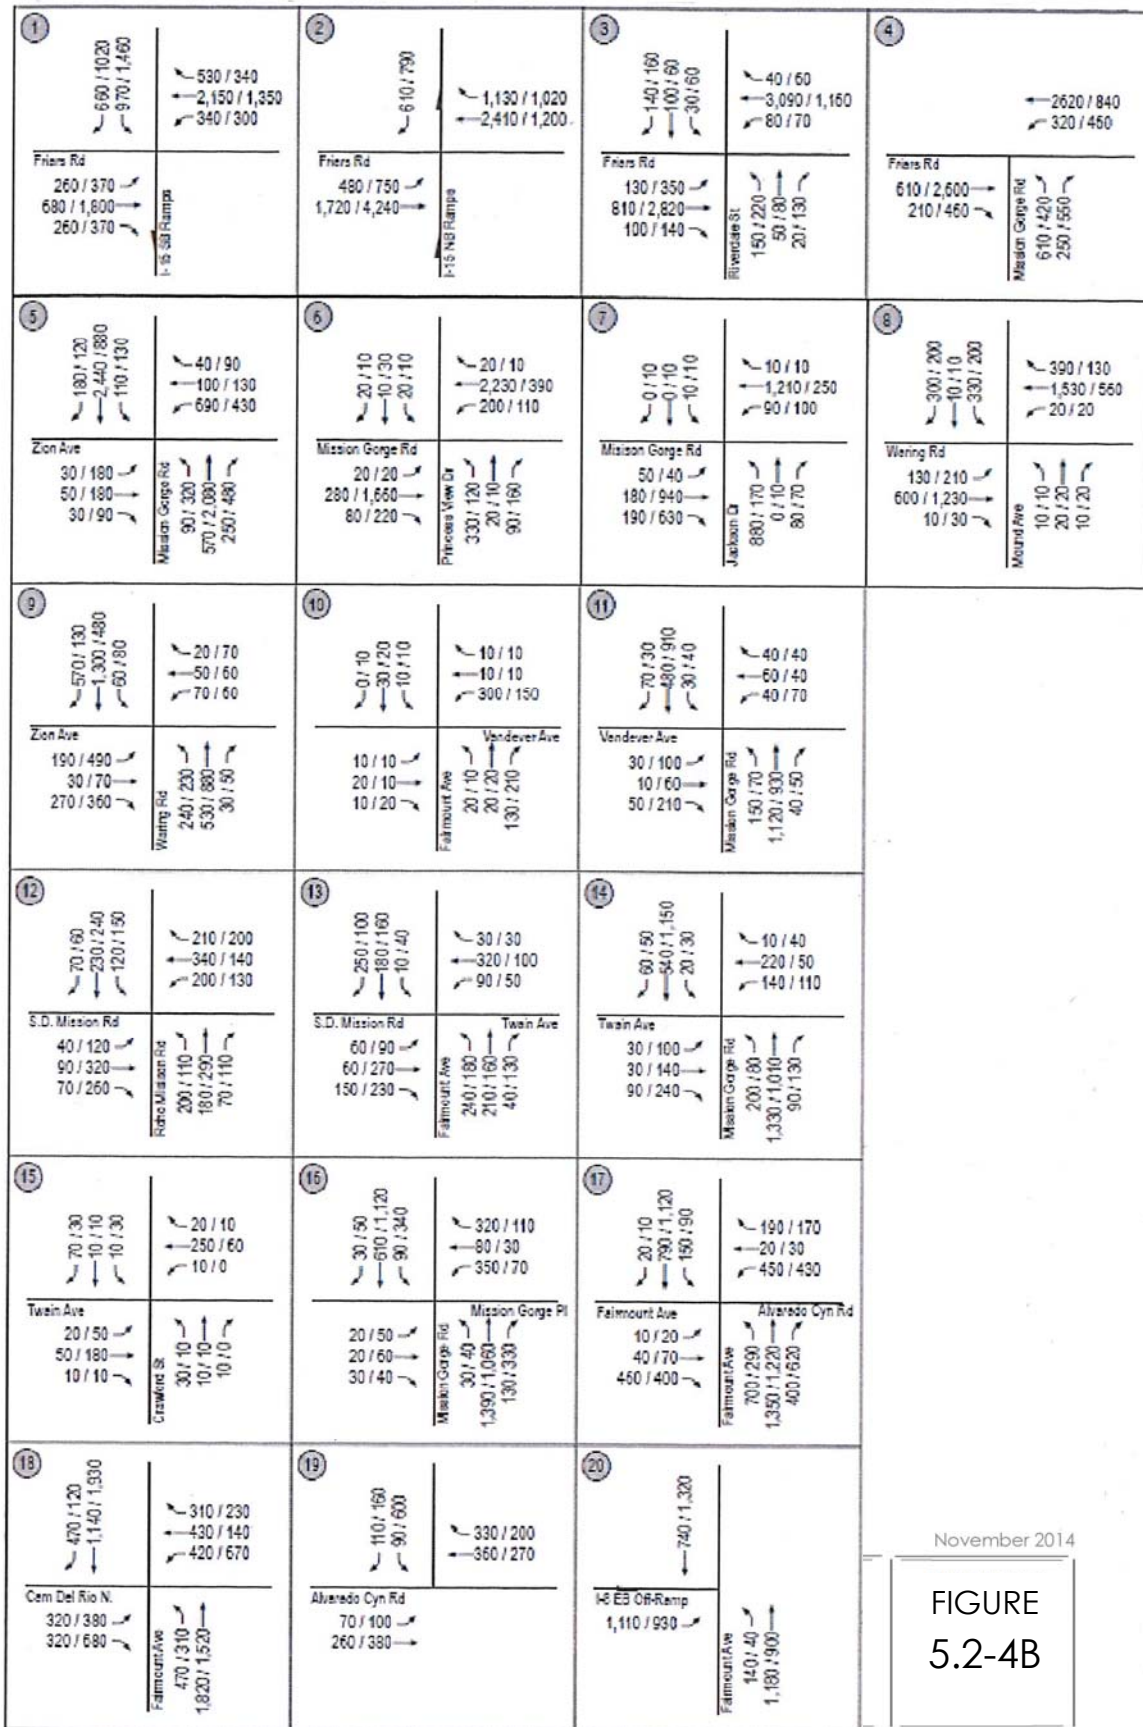 1
660 / 1020
970 / 1,460
530 / 340
2,150 / 1,350
340 / 300
Friars Rd
260 / 370
680 / 1,800
260 / 370
I-15 SB Ramps
2
610 / 790
1,130 / 1,020
2,410 / 1,200
Friars Rd
480 / 750
1,720 / 4,240
I-15 NB Ramps
3
140 / 160
100 / 60
30 / 60
40 / 60
3,090 / 1,160
80 / 70
Friars Rd
130 / 350
810 / 2,820
100 / 140
Riverdale St
150 / 220
50 / 80
20 / 130
4
2620 / 840
320 / 460
Friars Rd
610 / 2,600
210 / 460
Mission Gorge Rd
610 / 420
250 / 550
5
180 / 120
2,440 / 880
110 / 130
40 / 90
100 / 130
690 / 430
Zion Ave
30 / 180
50 / 180
30 / 90
Mission Gorge Rd
90 / 320
570 / 2,080
250 / 480
6
20 / 10
10 / 30
20 / 10
20 / 10
2,230 / 390
200 / 110
Mission Gorge Rd
20 / 20
280 / 1,660
80 / 220
Princess View Dr
330 / 120
20 / 10
90 / 160
7
0 / 10
0 / 10
10 / 10
10 / 10
1,210 / 250
90 / 100
Misison Gorge Rd
50 / 40
180 / 940
190 / 630
Jackson Dr
880 / 170
0 / 10
80 / 70
8
300 / 200
10 / 10
330 / 200
390 / 130
1,530 / 560
20 / 20
Waring Rd
130 / 210
600 / 1,230
10 / 30
Mound Ave
10 / 10
20 / 20
10 / 20
9
570 / 130
1,300 / 480
60 / 80
20 / 70
50 / 60
70 / 60
Zion Ave
190 / 490
30 / 70
270 / 360
Waring Rd
240 / 230
530 / 880
30 / 50
10
0 / 10
30 / 20
10 / 10
10 / 10
10 / 10
300 / 150
Vandever Ave
10 / 10
20 / 10
10 / 20
Fairmount Ave
20 / 10
20 / 20
130 / 210
11
70 / 30
480 / 910
30 / 40
40 / 40
60 / 40
40 / 70
Vandever Ave
30 / 100
10 / 60
50 / 210
Mission Gorge Rd
150 / 70
1,120 / 930
40 / 50
12
70 / 60
230 / 240
120 / 150
210 / 200
340 / 140
200 / 130
S.D. Mission Rd
40 / 120
90 / 320
70 / 260
Rcho Mission Rd
200 / 110
180 / 290
70 / 110
13
250 / 100
180 / 160
10 / 40
30 / 30
320 / 100
90 / 50
S.D. Mission Rd
Twain Ave
60 / 90
60 / 270
150 / 230
Fairmount Ave
240 / 180
210 / 160
40 / 130
14
60 / 50
540 / 1,150
20 / 30
10 / 40
220 / 50
140 / 110
Twain Ave
30 / 100
30 / 140
90 / 240
Mission Gorge Rd
200 / 80
1,330 / 1,010
90 / 130
15
70 / 30
10 / 10
10 / 30
20 / 10
250 / 60
10 / 0
Twain Ave
20 / 50
50 / 180
10 / 10
Crawford St
30 / 10
10 / 10
10 / 0
16
30 / 50
610 / 1,120
90 / 340
320 / 110
80 / 30
350 / 70
Mission Gorge Pl
20 / 50
20 / 60
30 / 40
Mission Gorge Rd
30 / 40
1,390 / 1,060
130 / 330
17
20 / 10
790 / 1,120
150 / 90
190 / 170
20 / 30
450 / 430
Fairmount Ave
Alvarado Cyn Rd
10 / 20
40 / 70
460 / 400
Fairmount Ave
700 / 290
1,350 / 1,220
400 / 620
18
470 / 120
1,140 / 1,930
310 / 230
430 / 140
420 / 670
Cam Del Rio N.
320 / 380
320 / 680
Fairmount Ave
470 / 310
1,820 / 1,520
19
110 / 160
90 / 600
330 / 200
360 / 270
Alvarado Cyn Rd
70 / 100
260 / 380
20
740 / 1,320
I-8 EB Off-Ramp
1,110 / 930
Fairmount Ave
140 / 40
1,180 / 900
November 2014
FIGURE
5.2-4B